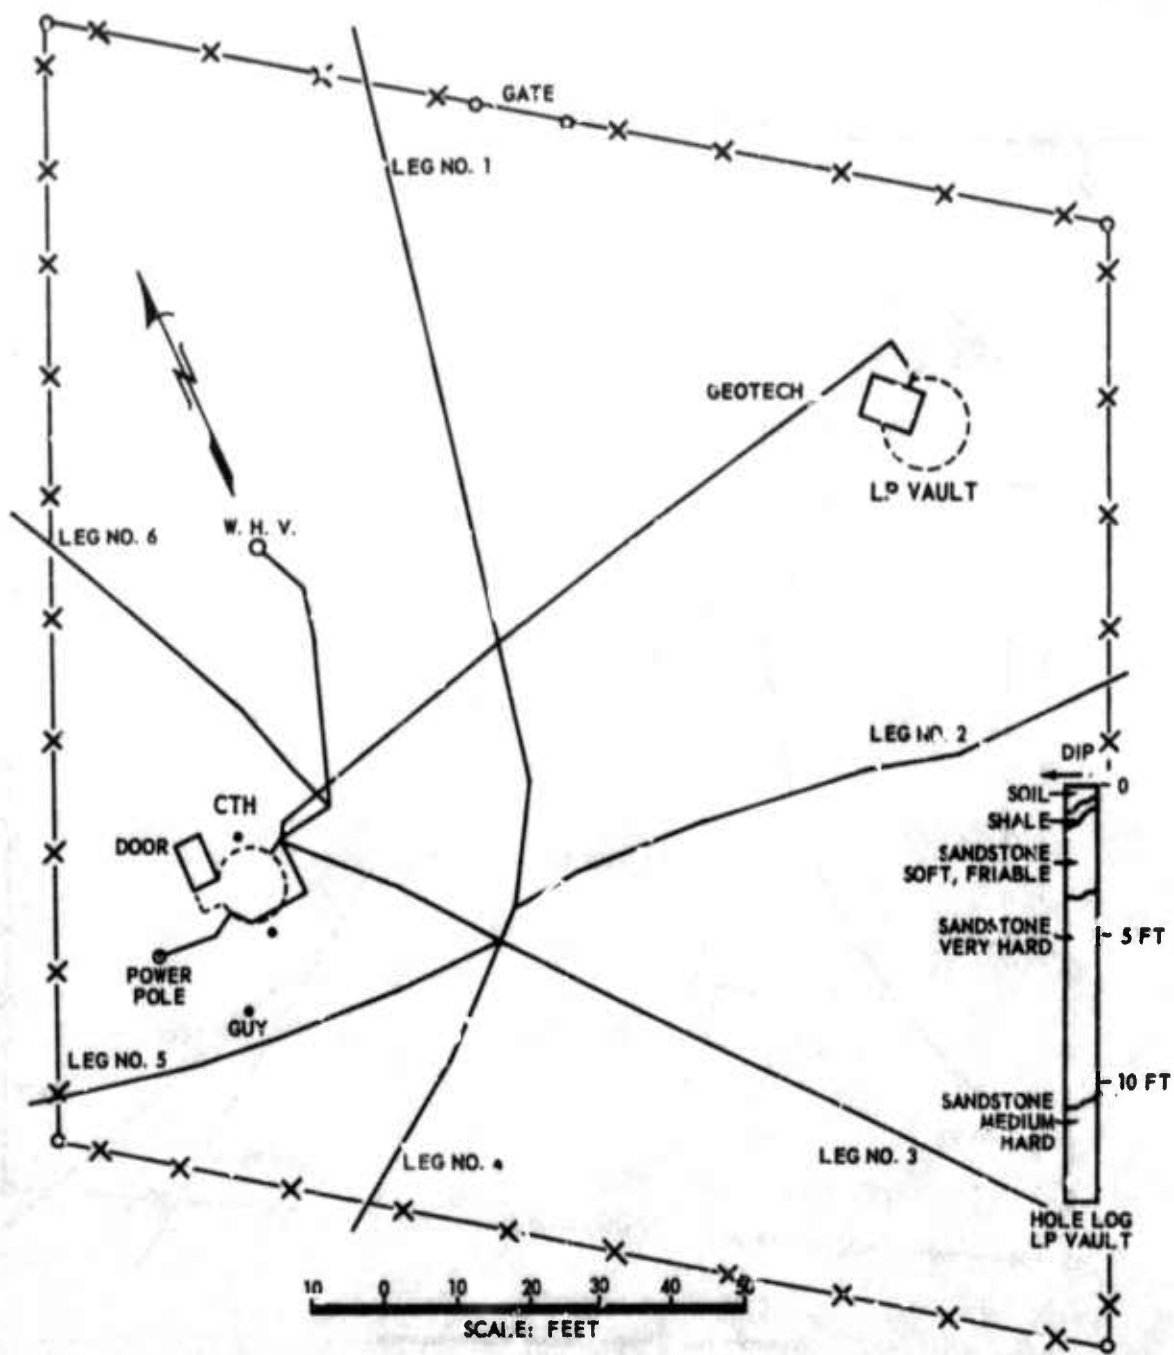 GATE
LEG NO. 1
GEOTECH
LP VAULT
LEG NO. 6
W. H. V.
N
LEG NO. 2
DIP
0
SOIL
SHALE
CTH
DOOR
SANDSTONE
SOFT, FRIABLE
SANDSTONE
VERY HARD
5 FT
POWER
POLE
GUY
LEG NO. 5
10 FT
SANDSTONE
MEDIUM
HARD
LEG NO. 4
LEG NO. 3
HOLE LOG
LP VAULT
10 0 10 20 30 40 50
SCALE: FEET